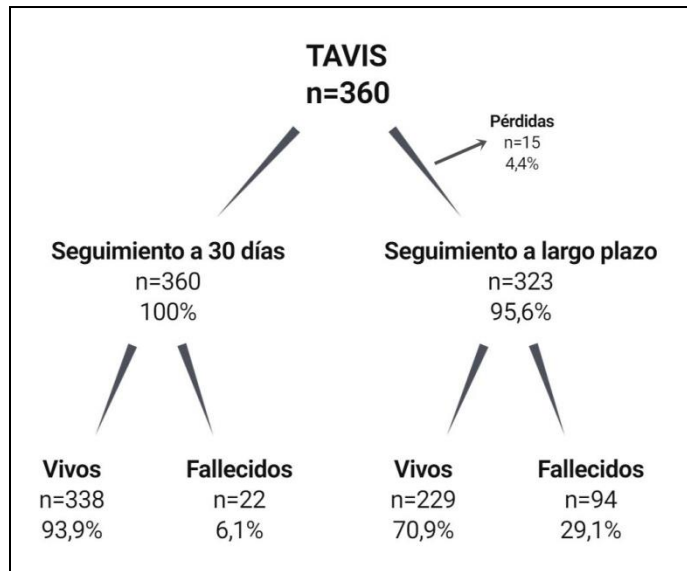 TAVIS
n=360
Pérdidas
n=15
4,4%
Seguimiento a 30 días
n=360
100%
Seguimiento a largo plazo
n=323
95,6%
Vivos
n=338
93,9%
Fallecidos
n=22
6,1%
Vivos
n=229
70,9%
Fallecidos
n=94
29,1%